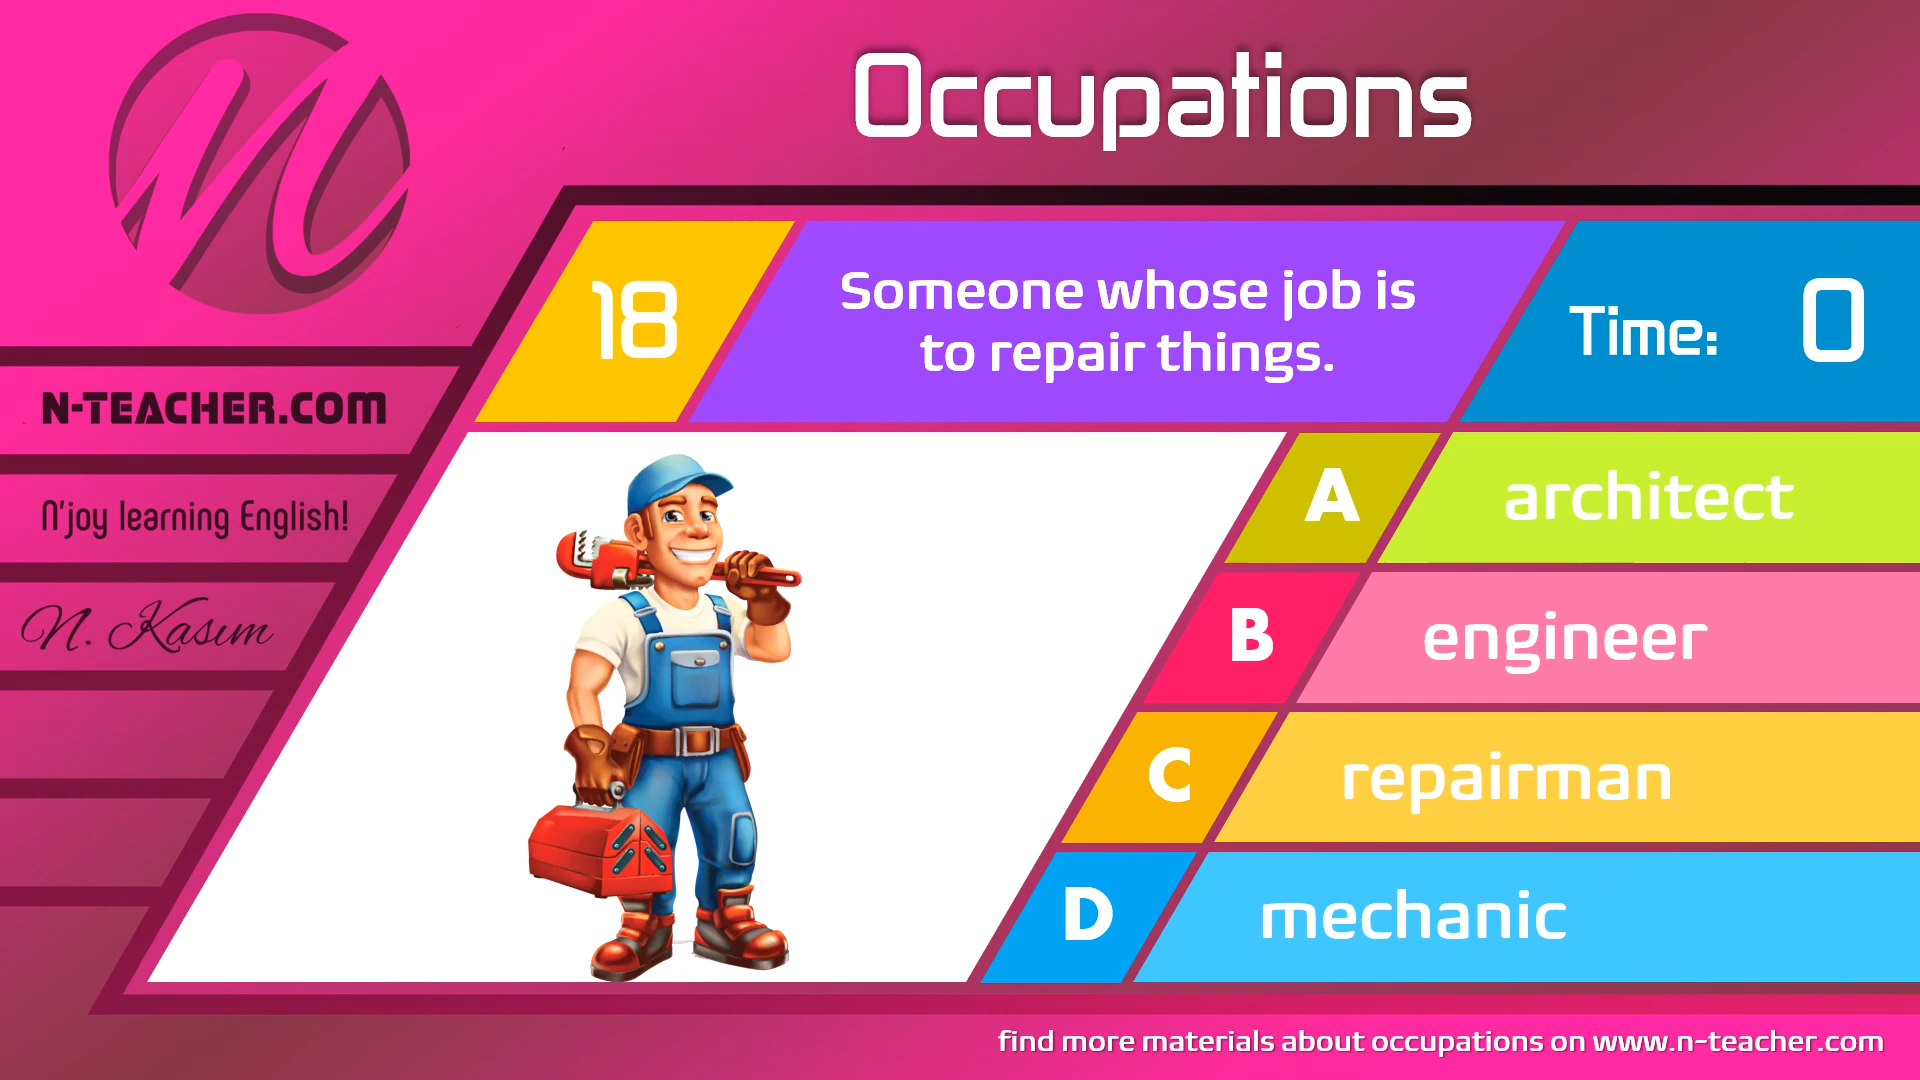 Occupations
18
Someone whose job is
to repair things.
Time: 0
N-TEACHER.COM
N'joy learning English!
N. Kasım
A architect
B engineer
C repairman
D mechanic
find more materials about occupations on www.n-teacher.com